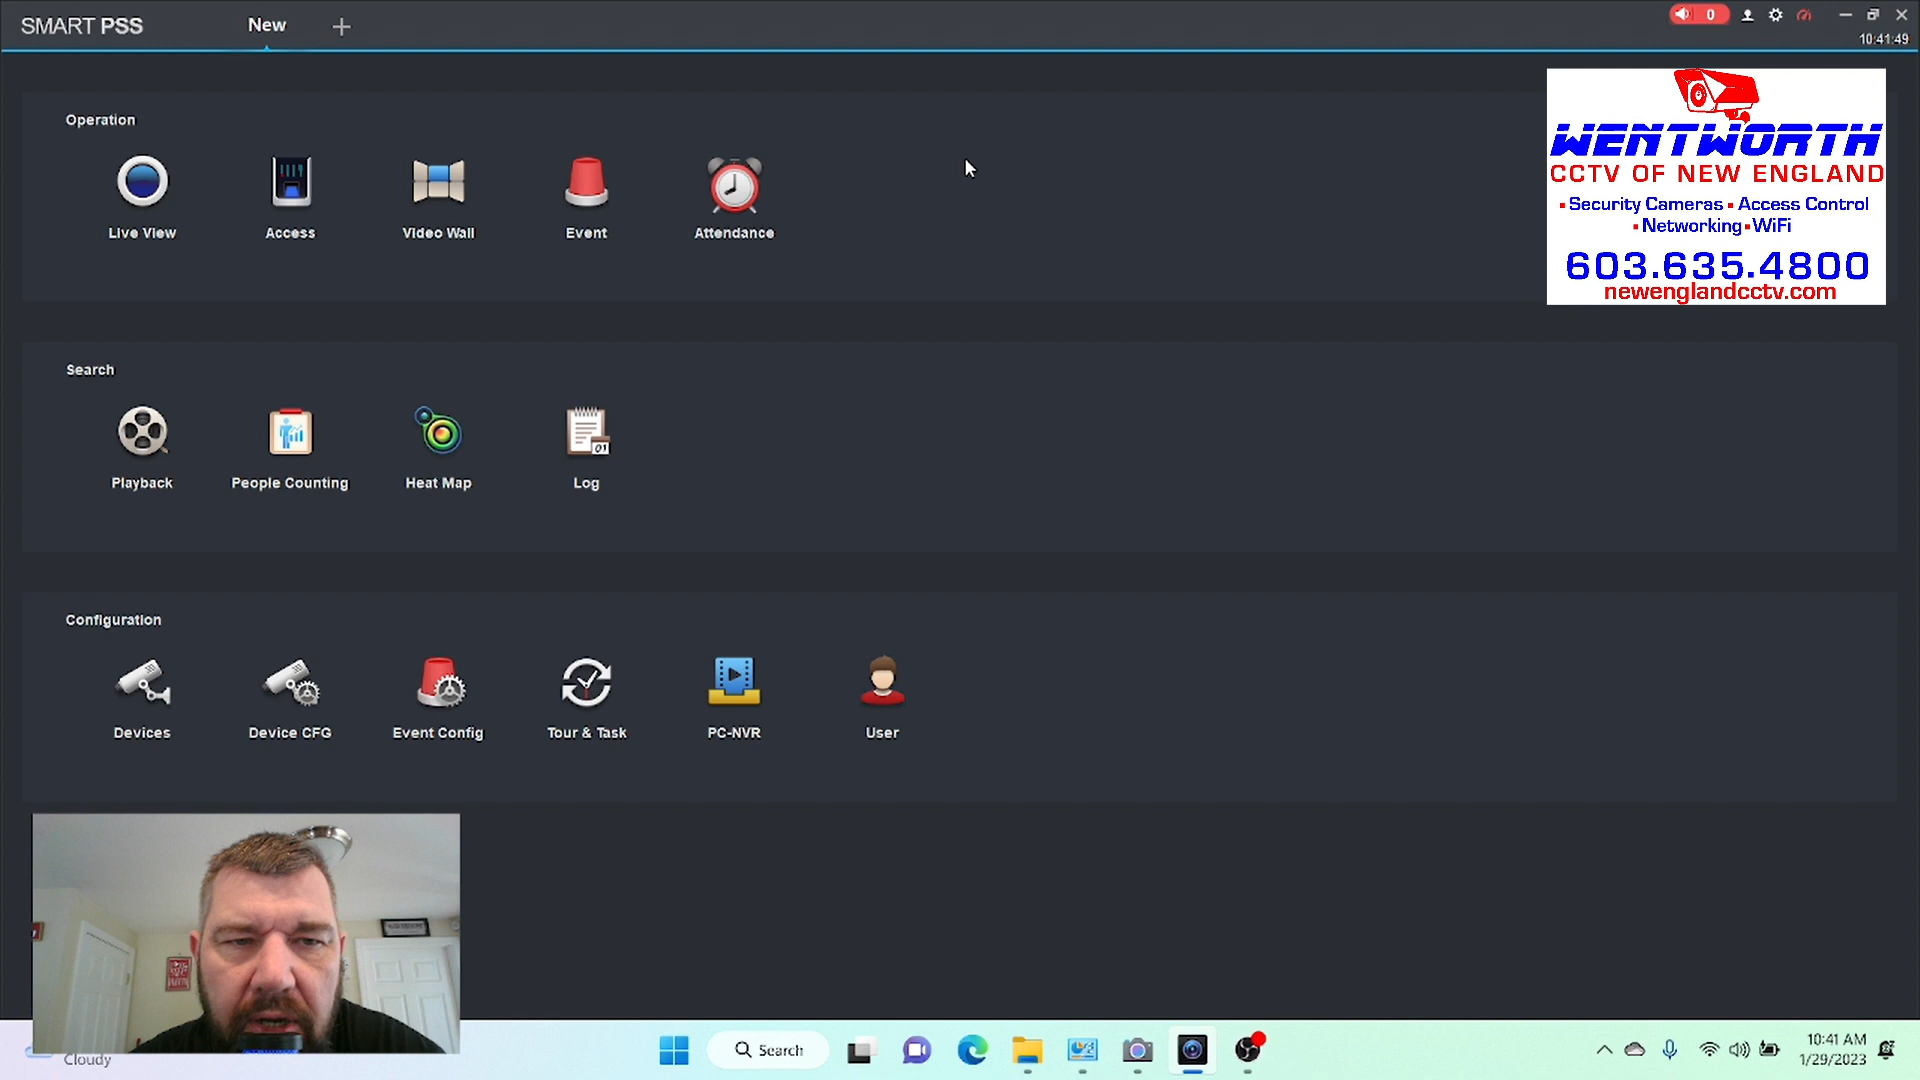 SMART PSS
New
0
10:41:49
WENTWORTH
CCTV OF NEW ENGLAND
▪Security Cameras▪Access Control
▪Networking▪WiFi
603.635.4800
newenglandcctv.com
Operation
Live View
Access
Video Wall
Event
Attendance
Search
Playback
People Counting
01
Heat Map
Log
Configuration
Devices
Device CFG
Event Config
Tour & Task
PC-NVR
User
Cloudy
Search
10:41 AM
1/29/2023